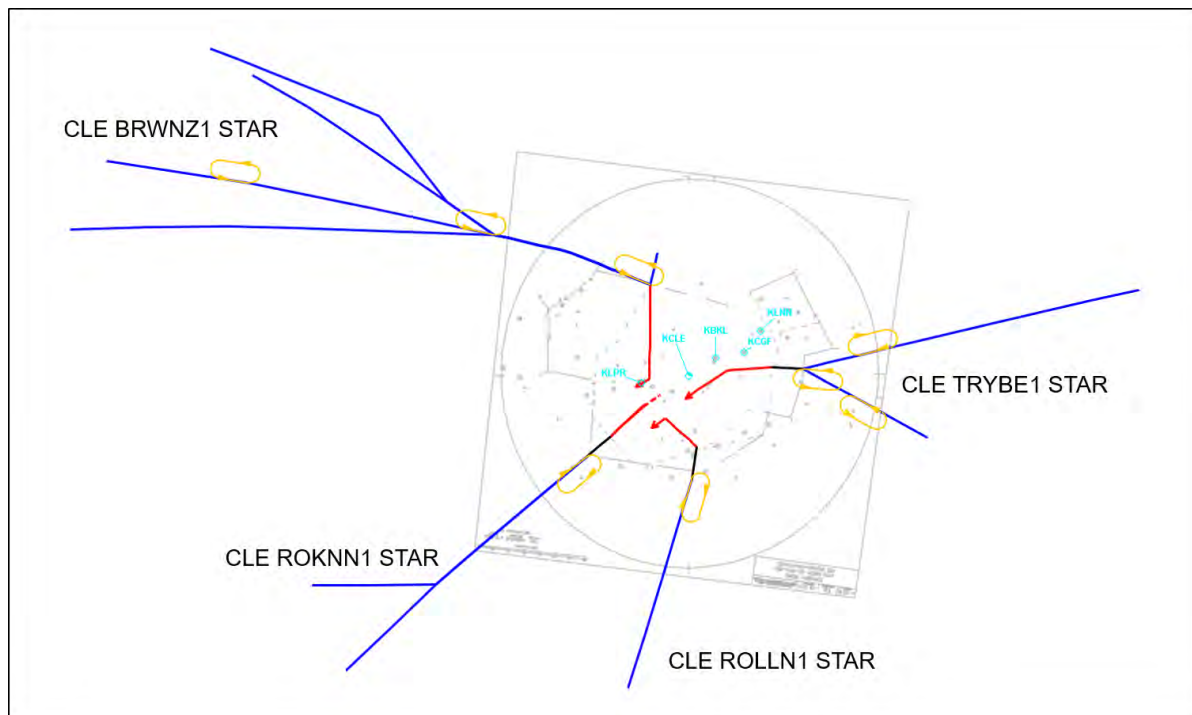 CLE BRWNZ1 STAR
KLNN
KBKL
KCGF
KCLE
KLPR
CLE TRYBE1 STAR
CLE ROKNN1 STAR
CLE ROLLN1 STAR